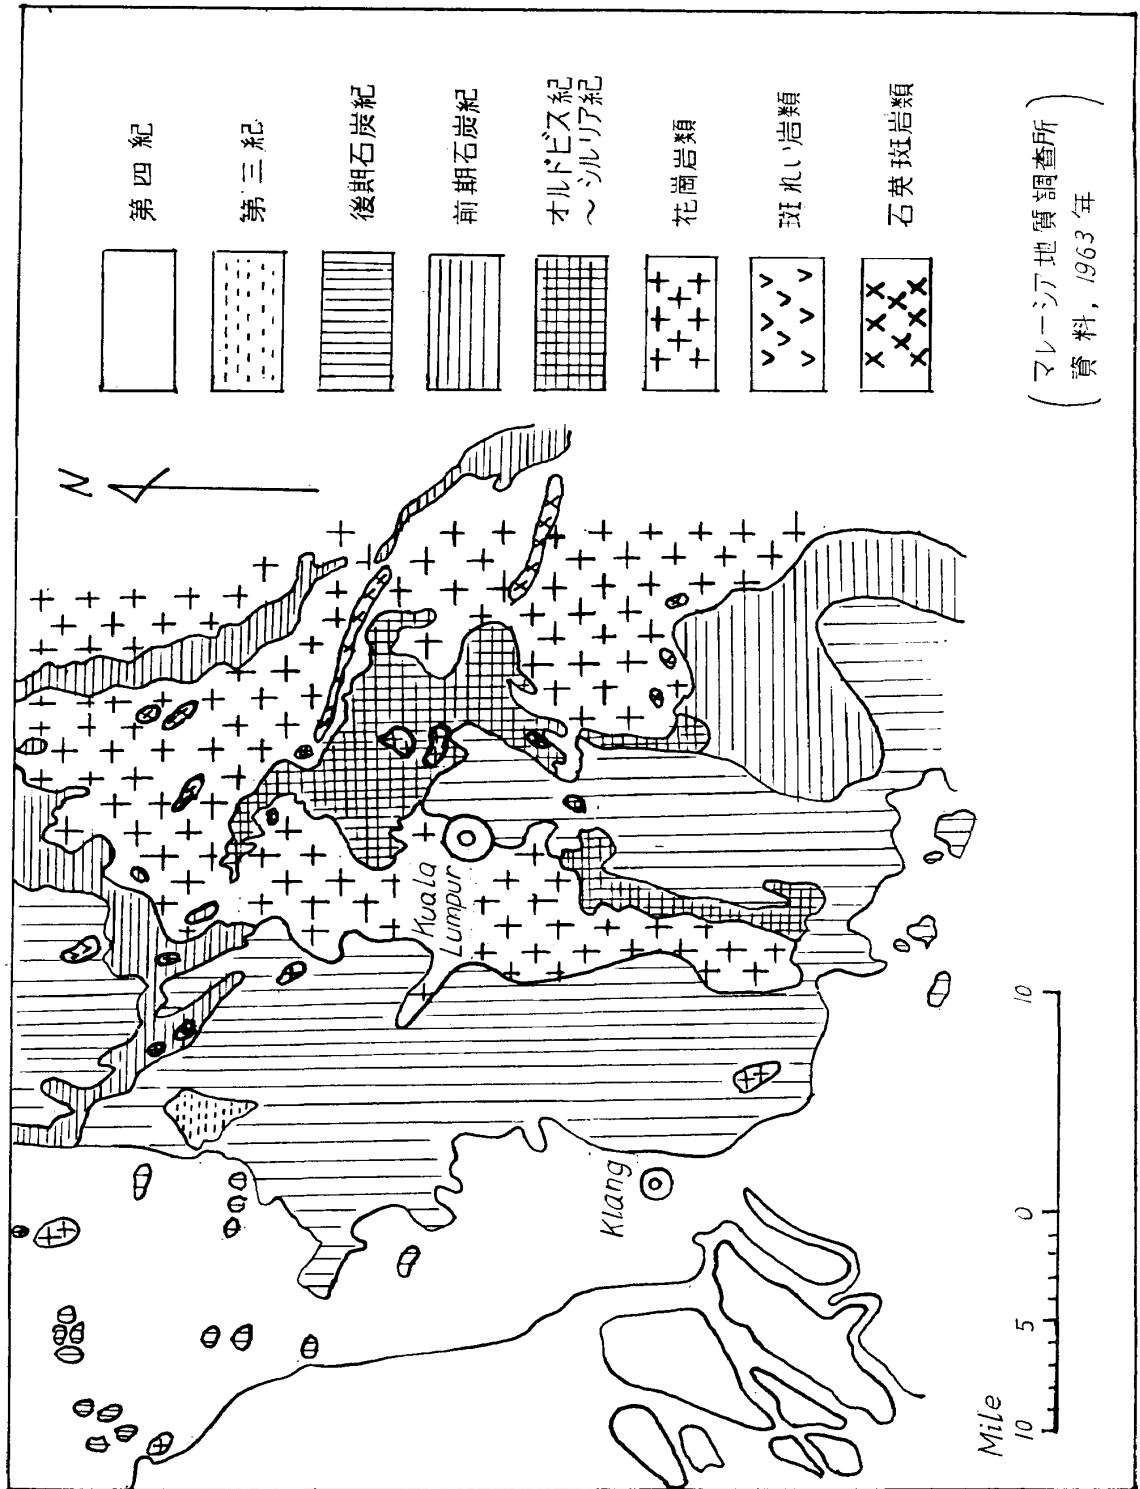 第四紀
第三紀
後期石炭紀
前期石炭紀
オルドビス紀
～シルリア紀
花崗岩類
斑れい岩類
石英斑岩類
(マレーシア地質調査所
資料, 1963年)
N
Kuala
Lumpur
Klang
Mile
10 5 0 10